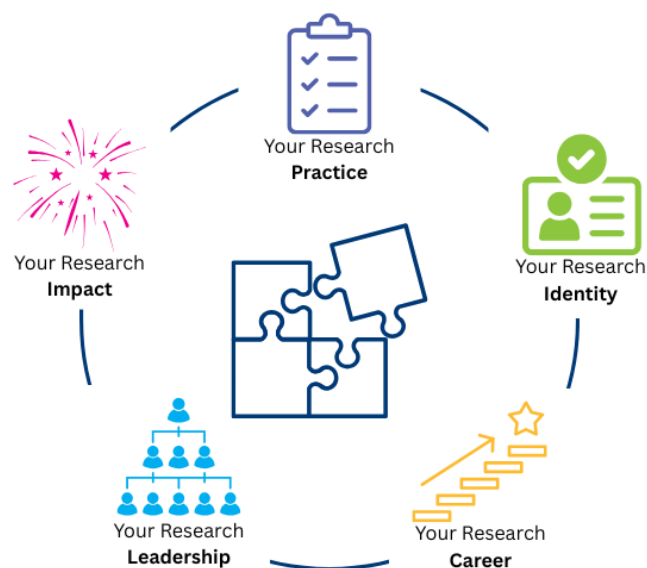 Your Research
Practice
Your Research
Identity
Your Research
Career
Your Research
Leadership
Your Research
Impact